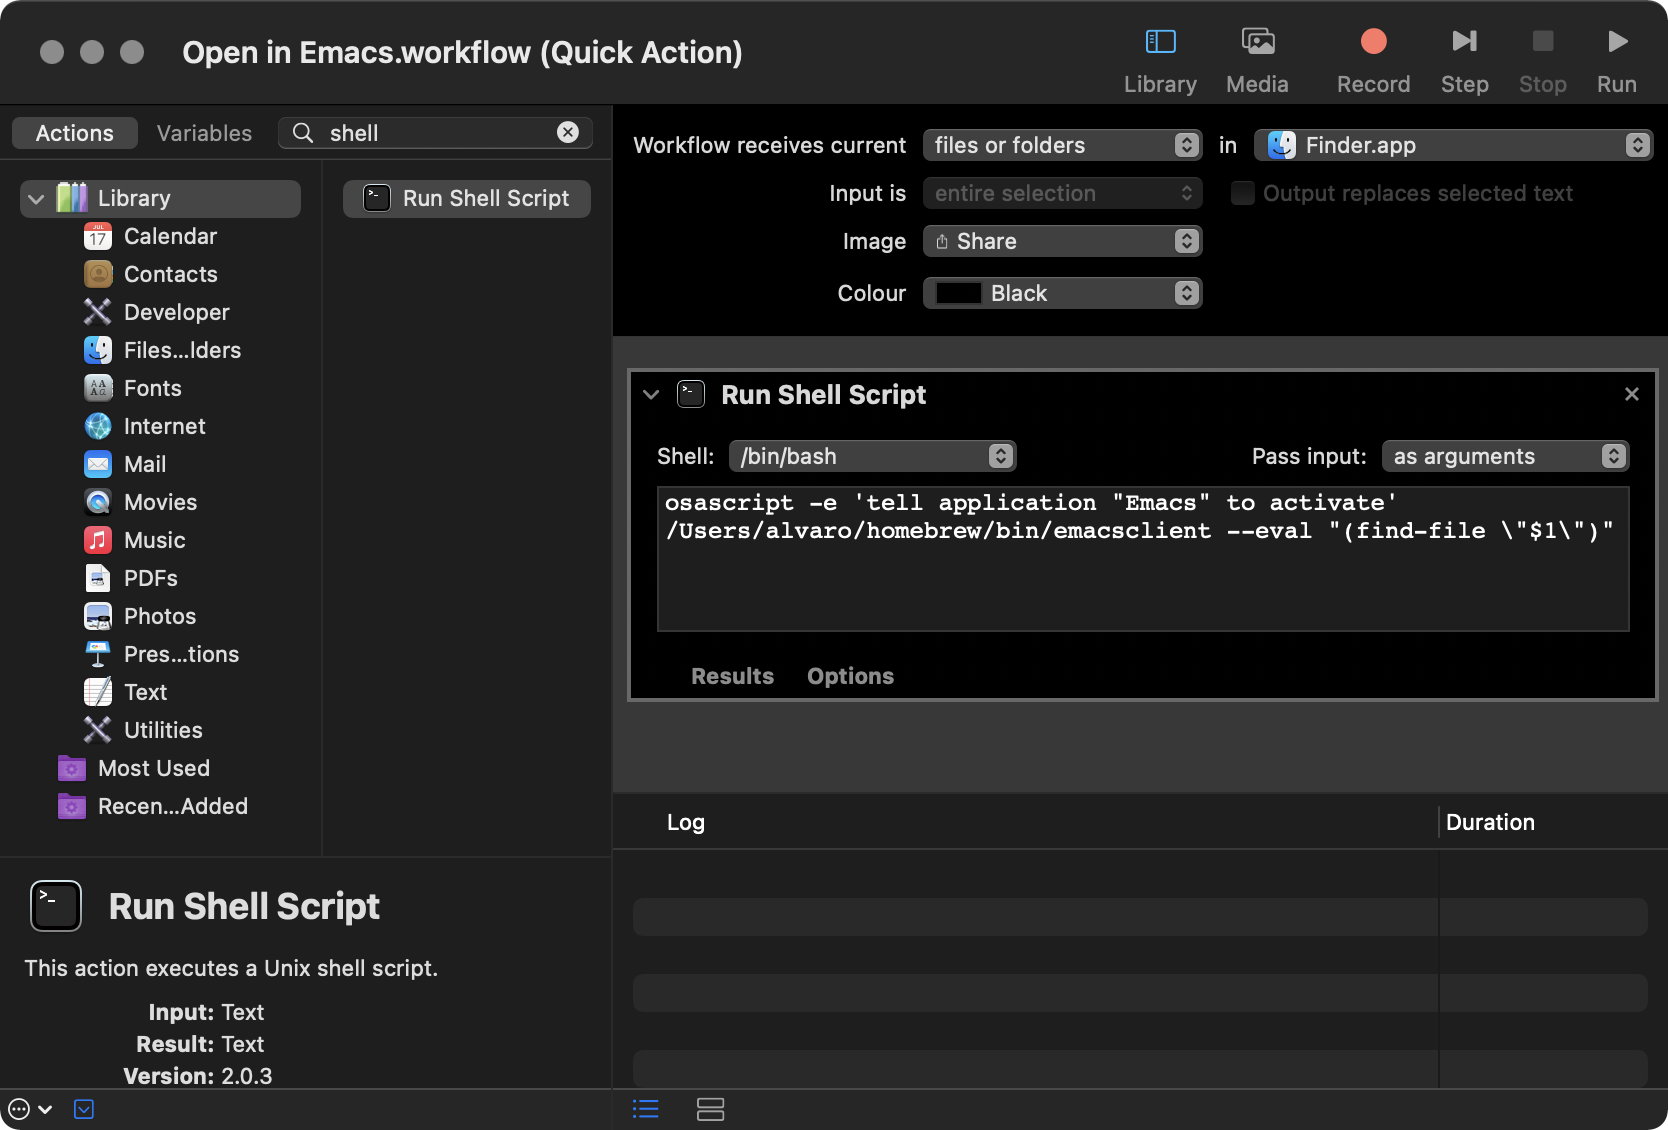 Open in Emacs.workflow (Quick Action)
Library
Media
Record
Step
Stop
Run
Actions
Variables
shell
Library
JUL
17
Calendar
Contacts
Developer
Files...lders
Fonts
Internet
Mail
Movies
Music
PDFs
Photos
Pres...tions
Text
Utilities
Most Used
Recen...Added
Run Shell Script
Workflow receives current
files or folders
in
Finder.app
Input is
entire selection
Output replaces selected text
Image
Share
Colour
Black
Run Shell Script
Shell:
/bin/bash
Pass input:
as arguments
osascript -e 'tell application "Emacs" to activate'
/Users/alvaro/homebrew/bin/emacsclient --eval "(find-file \"$1\")"
Results
Options
Log
Duration
Run Shell Script
This action executes a Unix shell script.
Input: Text
Result: Text
Version: 2.0.3